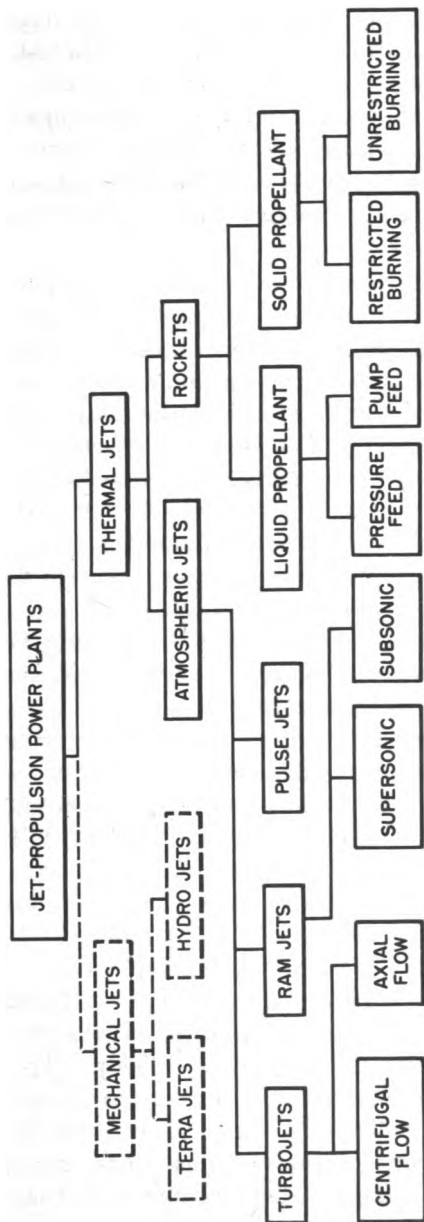 JET-PROPULSION POWER PLANTS
MECHANICAL JETS
THERMAL JETS
TERRA JETS
HYDRO JETS
ATMOSPHERIC JETS
ROCKETS
TURBOJETS
RAM JETS
PULSE JETS
LIQUID PROPELLANT
SOLID PROPELLANT
CENTRIFUGAL
FLOW
AXIAL
FLOW
SUPERSONIC
SUBSONIC
PRESSURE
FEED
PUMP
FEED
RESTRICTED
BURNING
UNRESTRICTED
BURNING